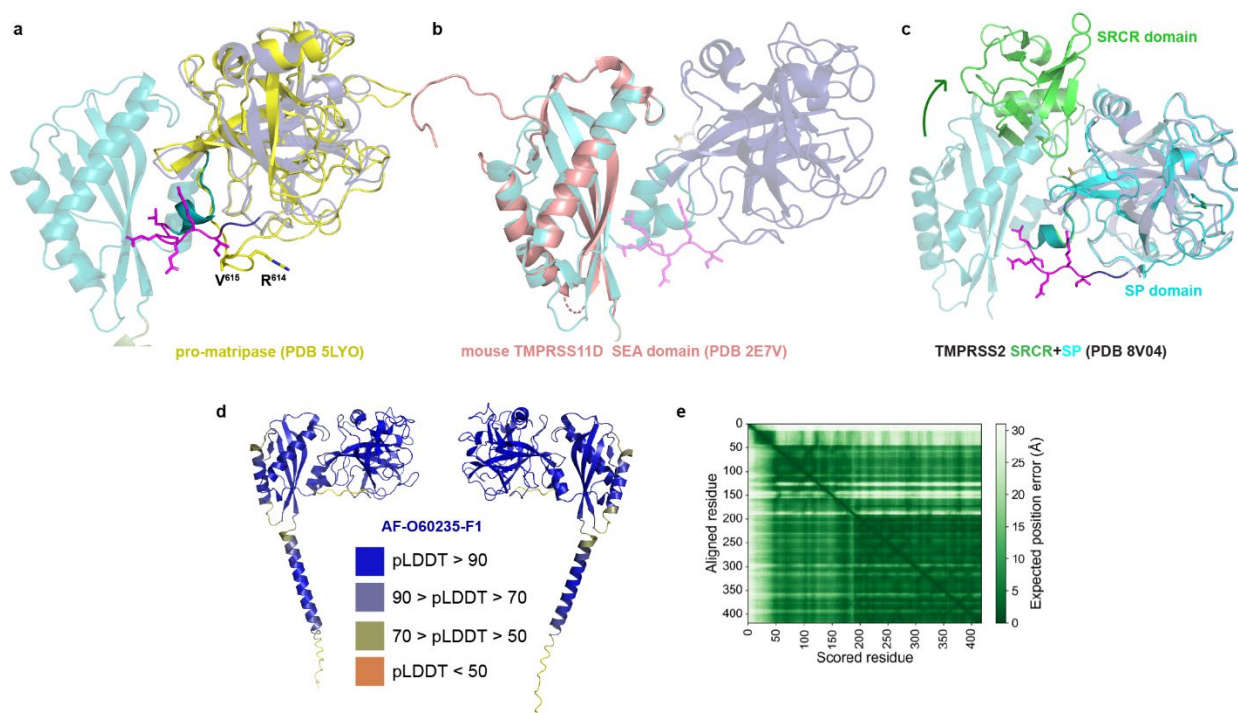 a
b
c
SRCR domain
V⁶¹⁵
R⁶¹⁴
SP domain
pro-matripase (PDB 5LYO)
mouse TMPRSS11D SEA domain (PDB 2E7V)
TMPRSS2 SRCR+SP (PDB 8V04)
d
AF-O60235-F1
pLDDT > 90
90 > pLDDT > 70
70 > pLDDT > 50
pLDDT < 50
e
0
50
100
150
200
250
300
350
400
Aligned residue
0
50
100
150
200
250
300
350
400
Scored residue
30
25
20
15
10
5
0
Expected position error (Å)